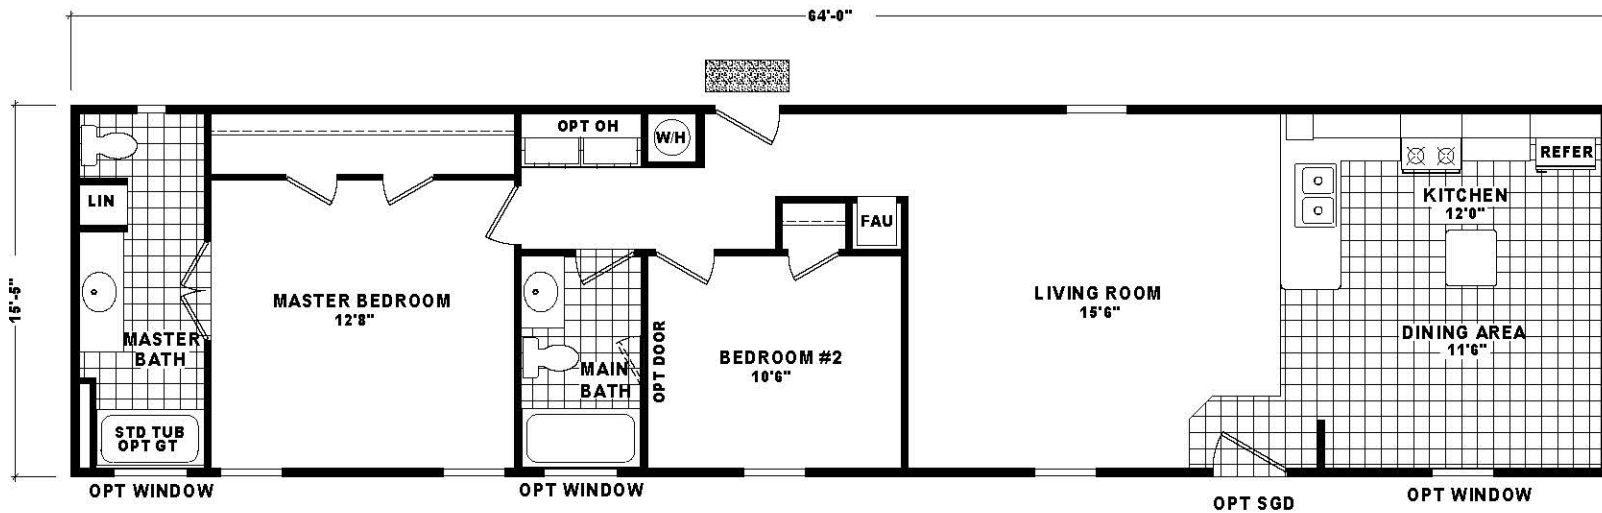 64'-0"
15'-5"
OPT OH
W/H
REFER
LIN
KITCHEN
12'0"
FAU
MASTER BEDROOM
12'8"
LIVING ROOM
15'6"
MASTER
BATH
OPT DOOR
BEDROOM #2
10'6"
MAIN
BATH
DINING AREA
11'6"
STD TUB
OPT GT
OPT WINDOW
OPT WINDOW
OPT SGD
OPT WINDOW